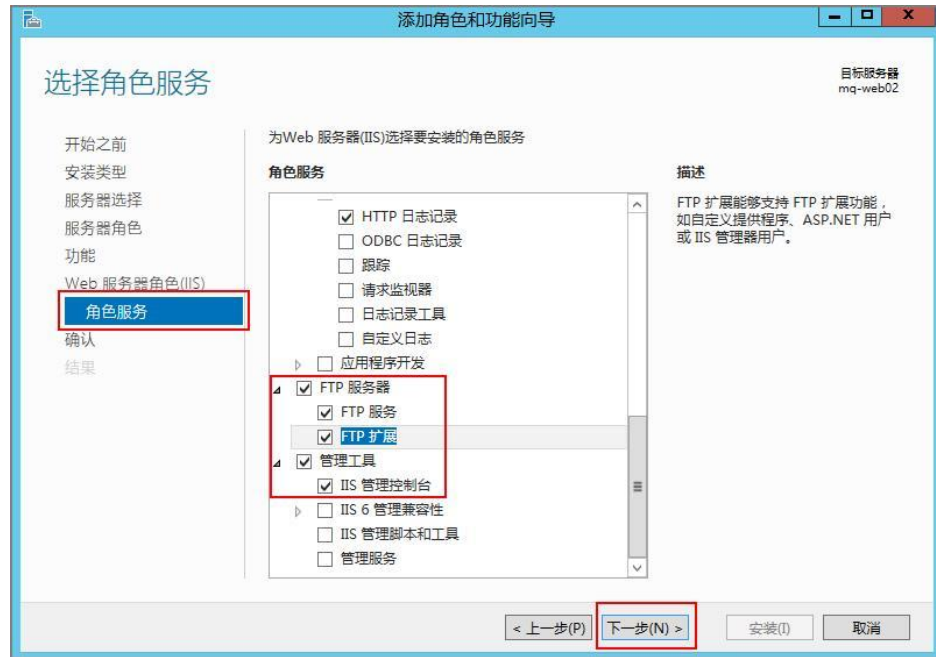 添加角色和功能向导
选择角色服务
目标服务器
mq-web02
开始之前
安装类型
服务器选择
服务器角色
功能
Web 服务器角色(IIS)
角色服务
确认
结果
为Web 服务器(IIS)选择要安装的角色服务
角色服务
HTTP 日志记录
ODBC 日志记录
跟踪
请求监视器
日志记录工具
自定义日志
应用程序开发
FTP 服务器
FTP 服务
FTP 扩展
管理工具
IIS 管理控制台
IIS 6 管理兼容性
IIS 管理脚本和工具
管理服务
描述
FTP 扩展能够支持 FTP 扩展功能，
如自定义提供程序、ASP.NET 用户
或 IIS 管理器用户。
< 上一步(P)
下一步(N) >
安装(I)
取消